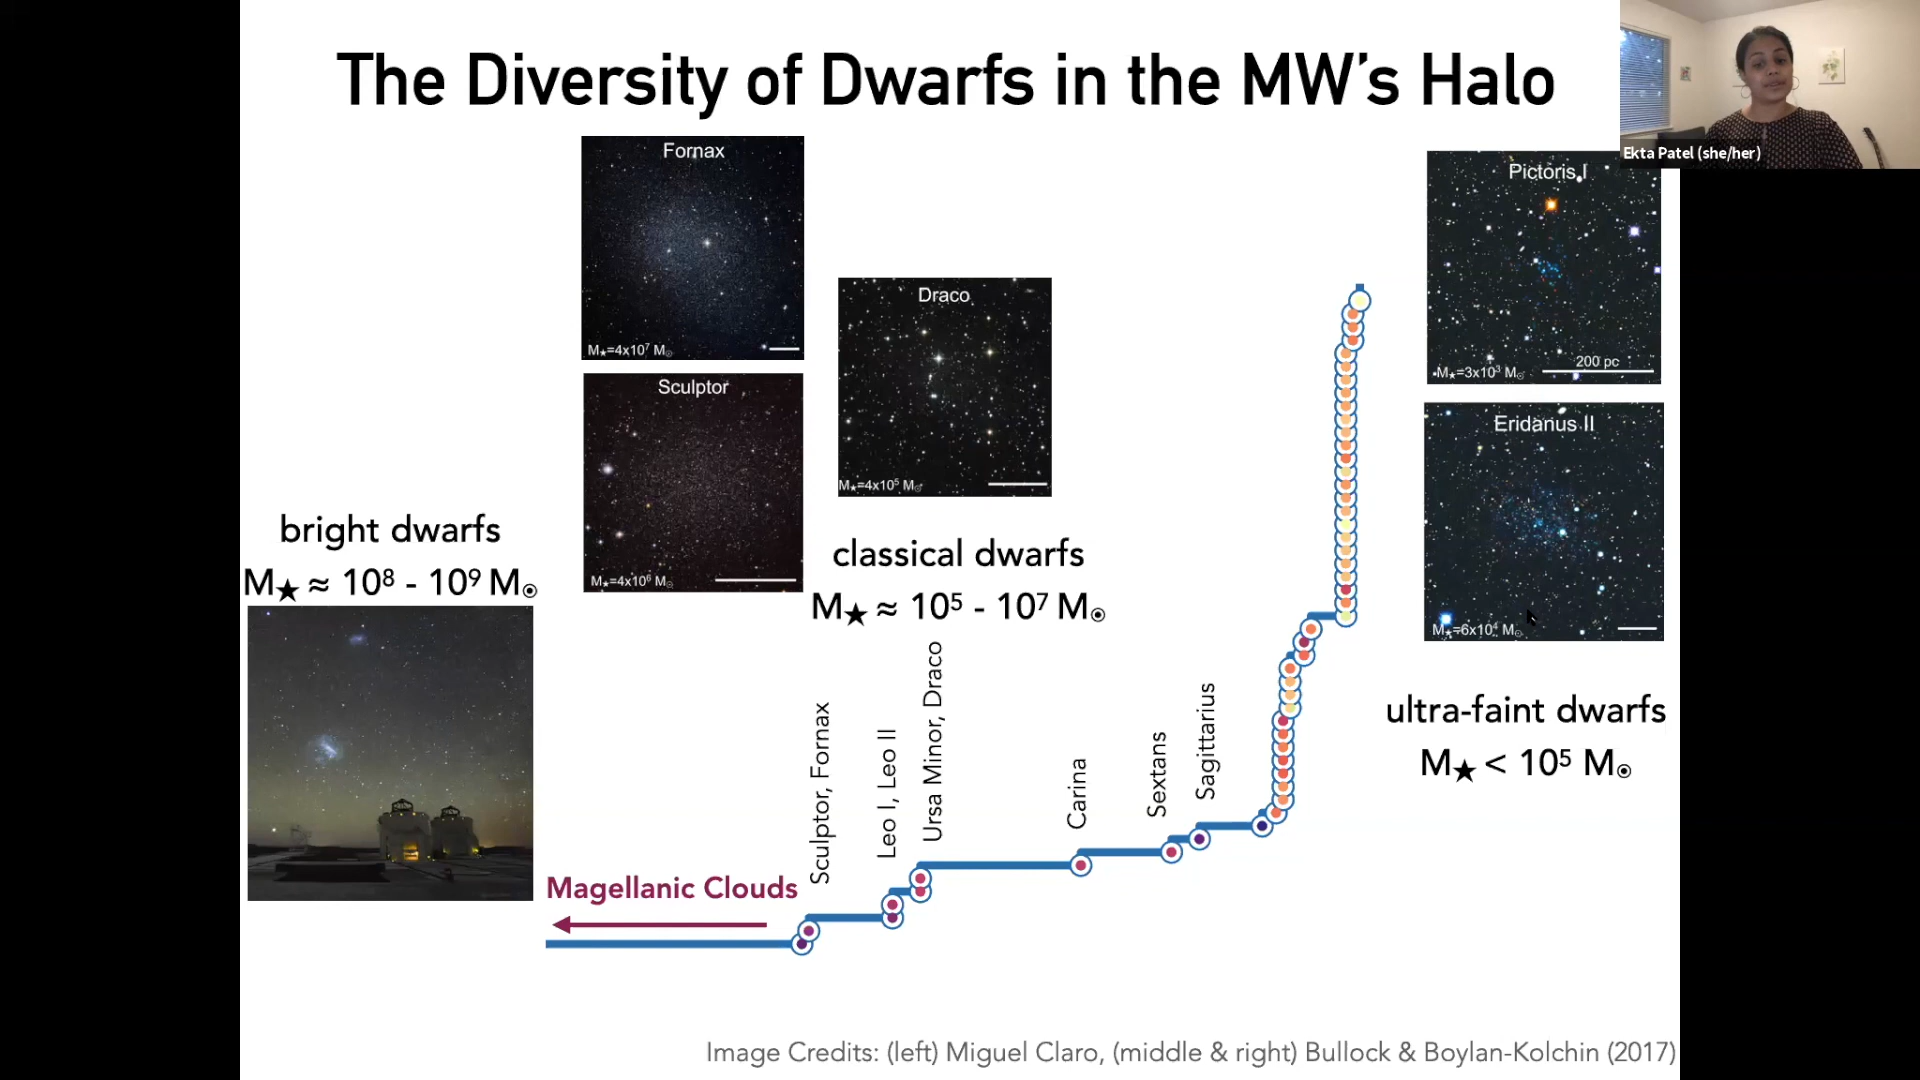 The Diversity of Dwarfs in the MW's Halo
Ekta Patel (she/her)
Fornax
M★=4x10⁷ M☉
Sculptor
M★=4x10⁶ M☉
Draco
M★=4x10⁵ M☉
Pictoris I
200 pc
M★=3x10³ M☉
Eridanus II
M★=6x10⁴ M☉
bright dwarfs
M★ ≈ 10⁸ - 10⁹ M☉
classical dwarfs
M★ ≈ 10⁵ - 10⁷ M☉
ultra-faint dwarfs
M★ < 10⁵ M☉
Magellanic Clouds
Sculptor, Fornax
Leo I, Leo II
Ursa Minor, Draco
Carina
Sextans
Sagittarius
Image Credits: (left) Miguel Claro, (middle & right) Bullock & Boylan-Kolchin (2017)